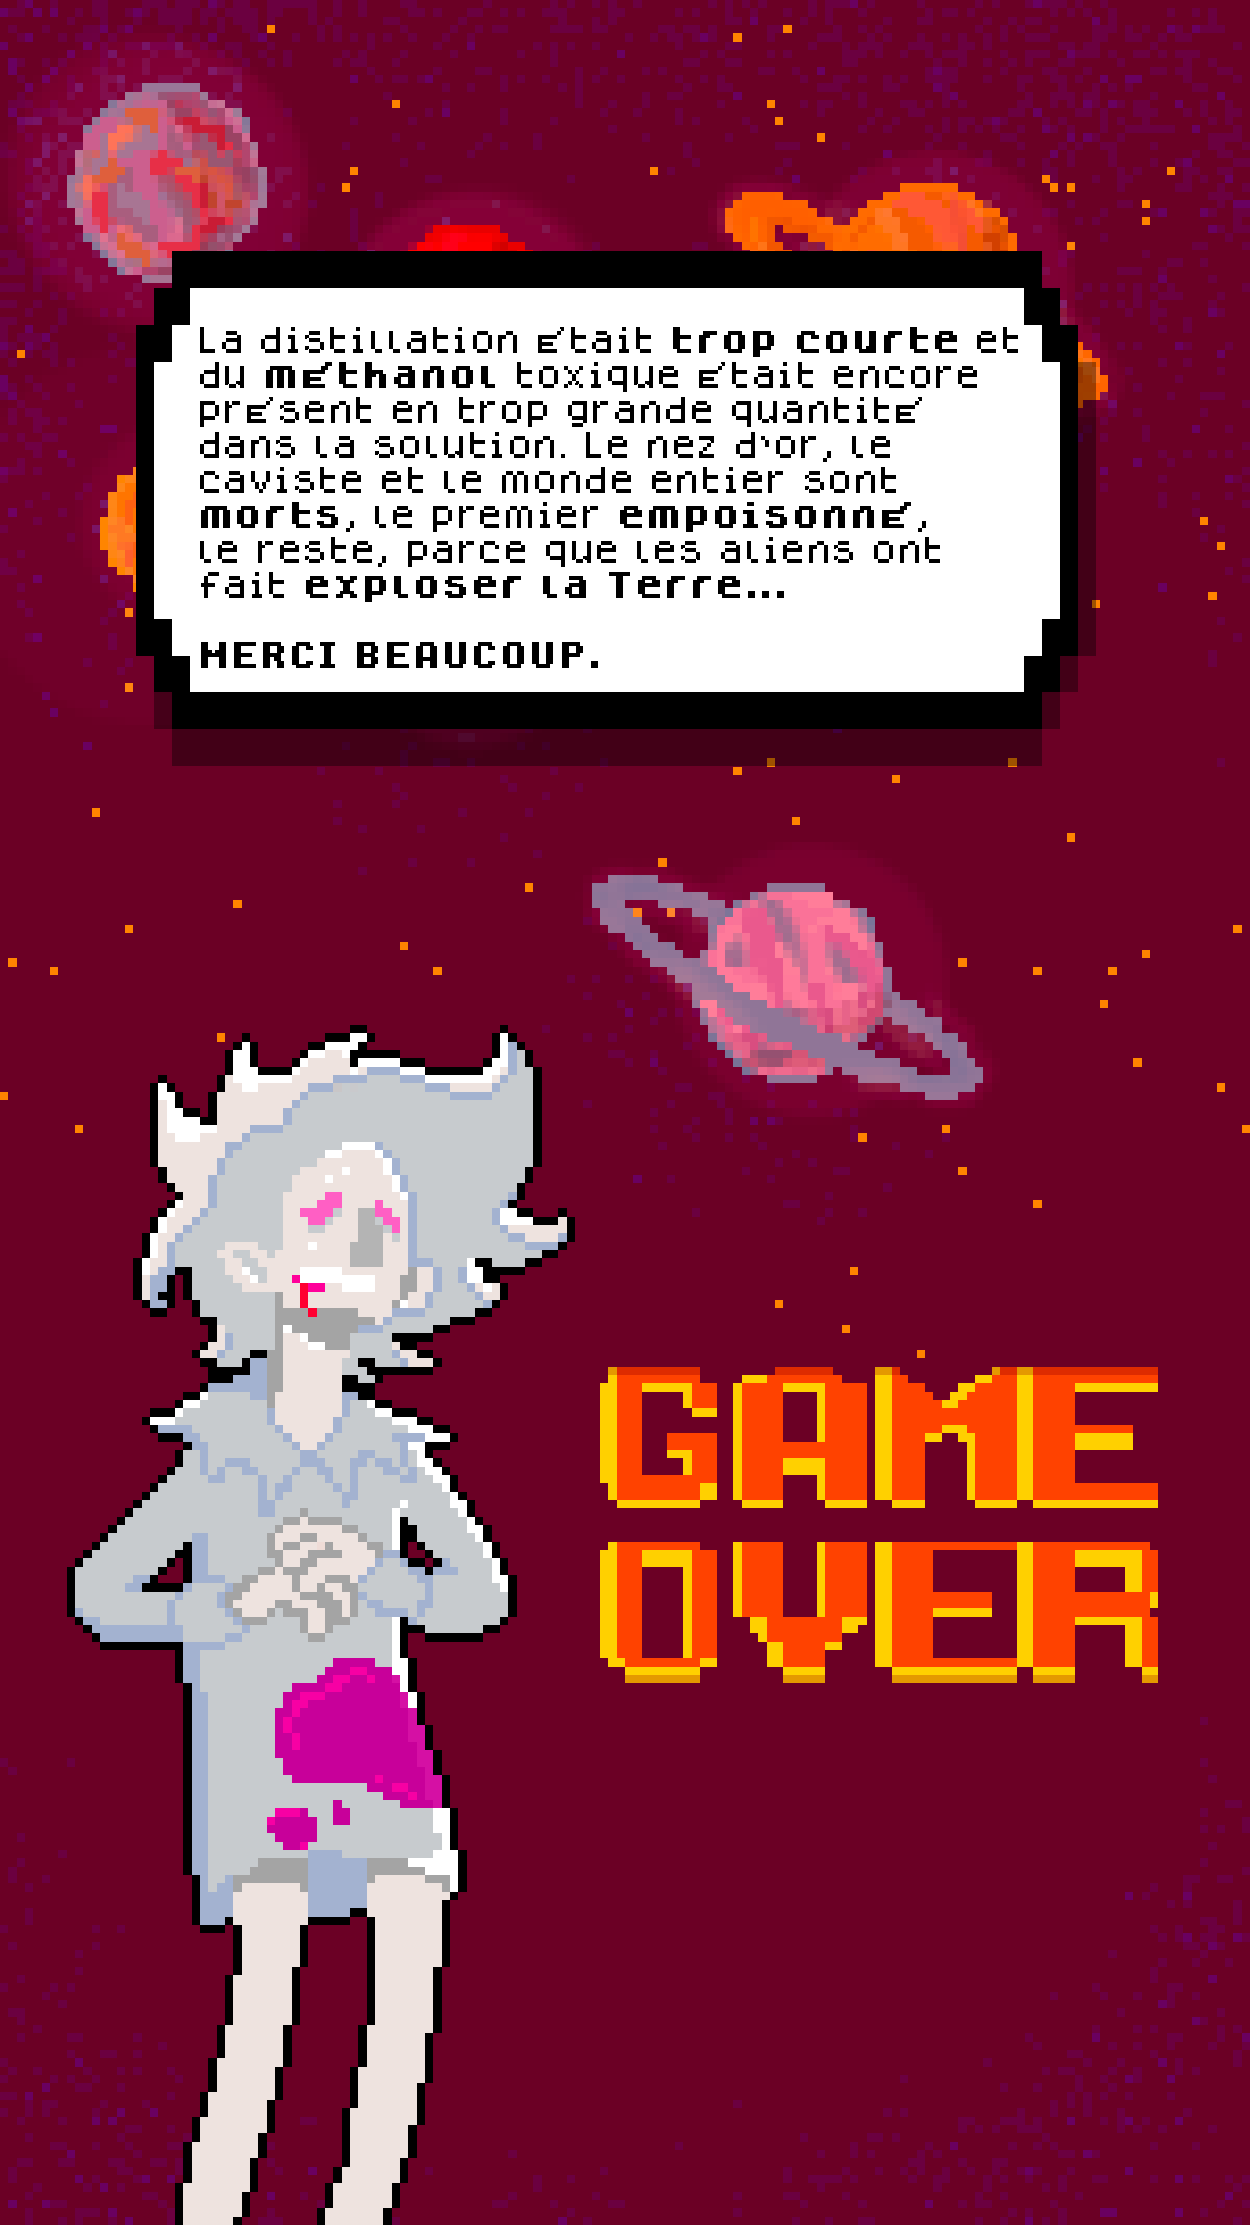 La distillation était trop courte et
du méthanol toxique était encore
présent en trop grande quantité
dans la solution. Le nez d'or, le
caviste et le monde entier sont
morts, le premier empoisonné,
le reste, parce que les aliens ont
fait exploser la Terre...
MERCI BEAUCOUP.
GAME
OVER